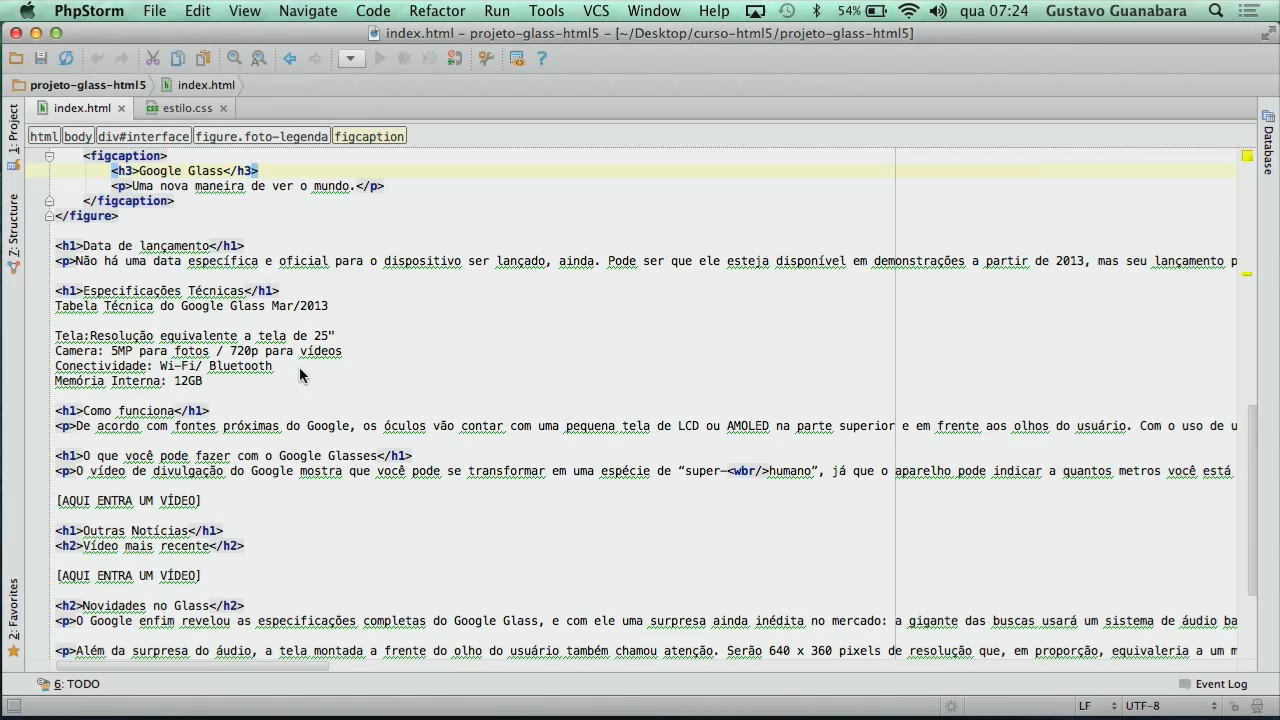 PhpStorm File Edit View Navigate Code Refactor Run Tools VCS Window Help 54% qua 07:24 Gustavo Guanabara
index.html - projeto-glass-html5 - [~/Desktop/curso-html5/projeto-glass-html5]
projeto-glass-html5 index.html
index.html estilo.css
html body div#interface figure.foto-legenda figcaption
<figcaption>
<h3>Google Glass</h3>
<p>Uma nova maneira de ver o mundo.</p>
</figcaption>
</figure>
<h1>Data de lançamento</h1>
<p>Não há uma data específica e oficial para o dispositivo ser lançado, ainda. Pode ser que ele esteja disponível em demonstrações a partir de 2013, mas seu lançamento p
<h1>Especificações Técnicas</h1>
Tabela Técnica do Google Glass Mar/2013
Tela:Resolução equivalente a tela de 25"
Camera: 5MP para fotos / 720p para vídeos
Conectividade: Wi-Fi/ Bluetooth
Memória Interna: 12GB
<h1>Como funciona</h1>
<p>De acordo com fontes próximas do Google, os óculos vão contar com uma pequena tela de LCD ou AMOLED na parte superior e em frente aos olhos do usuário. Com o uso de u
<h1>O que você pode fazer com o Google Glasses</h1>
<p>O vídeo de divulgação do Google mostra que você pode se transformar em uma espécie de “super-<wbr/>humano”, já que o aparelho pode indicar a quantos metros você está
[AQUI ENTRA UM VÍDEO]
<h1>Outras Notícias</h1>
<h2>Vídeo mais recente</h2>
[AQUI ENTRA UM VÍDEO]
<h2>Novidades no Glass</h2>
<p>O Google enfim revelou as especificações completas do Google Glass, e com ele uma surpresa ainda inédita no mercado: a gigante das buscas usará um sistema de áudio ba
<p>Além da surpresa do áudio, a tela montada a frente do olho do usuário também chamou atenção. Serão 640 x 360 pixels de resolução que, em proporção, equivaleria a um m
1: Project
Z: Structure
2: Favorites
Database
6: TODO
Event Log
LF UTF-8